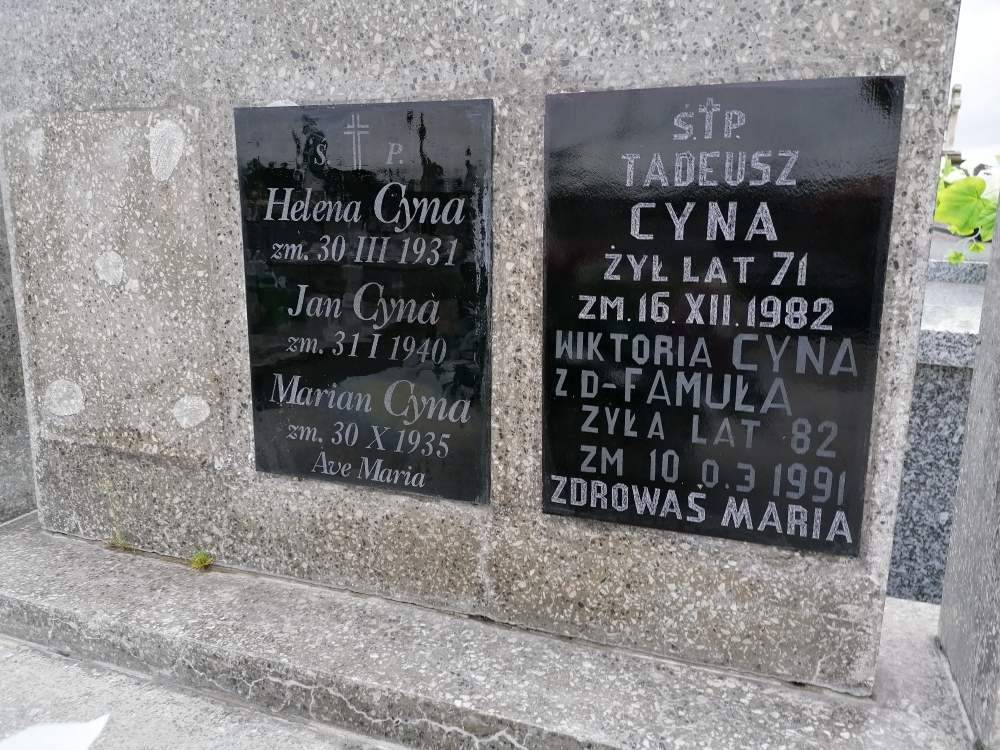 Ś. P.
Helena Cyna
zm. 30 III 1931
Jan Cyna
zm. 31 I 1940
Marian Cyna
zm. 30 X 1935
Ave Maria
Ś.P.
TADEUSZ
CYNA
ŻYŁ LAT 71
ZM. 16. XII. 1982
WIKTORIA CYNA
Z D-FAMUŁA
ŻYŁA LAT 82
ZM 10 0.3 1991
ZDROWAŚ MARIA